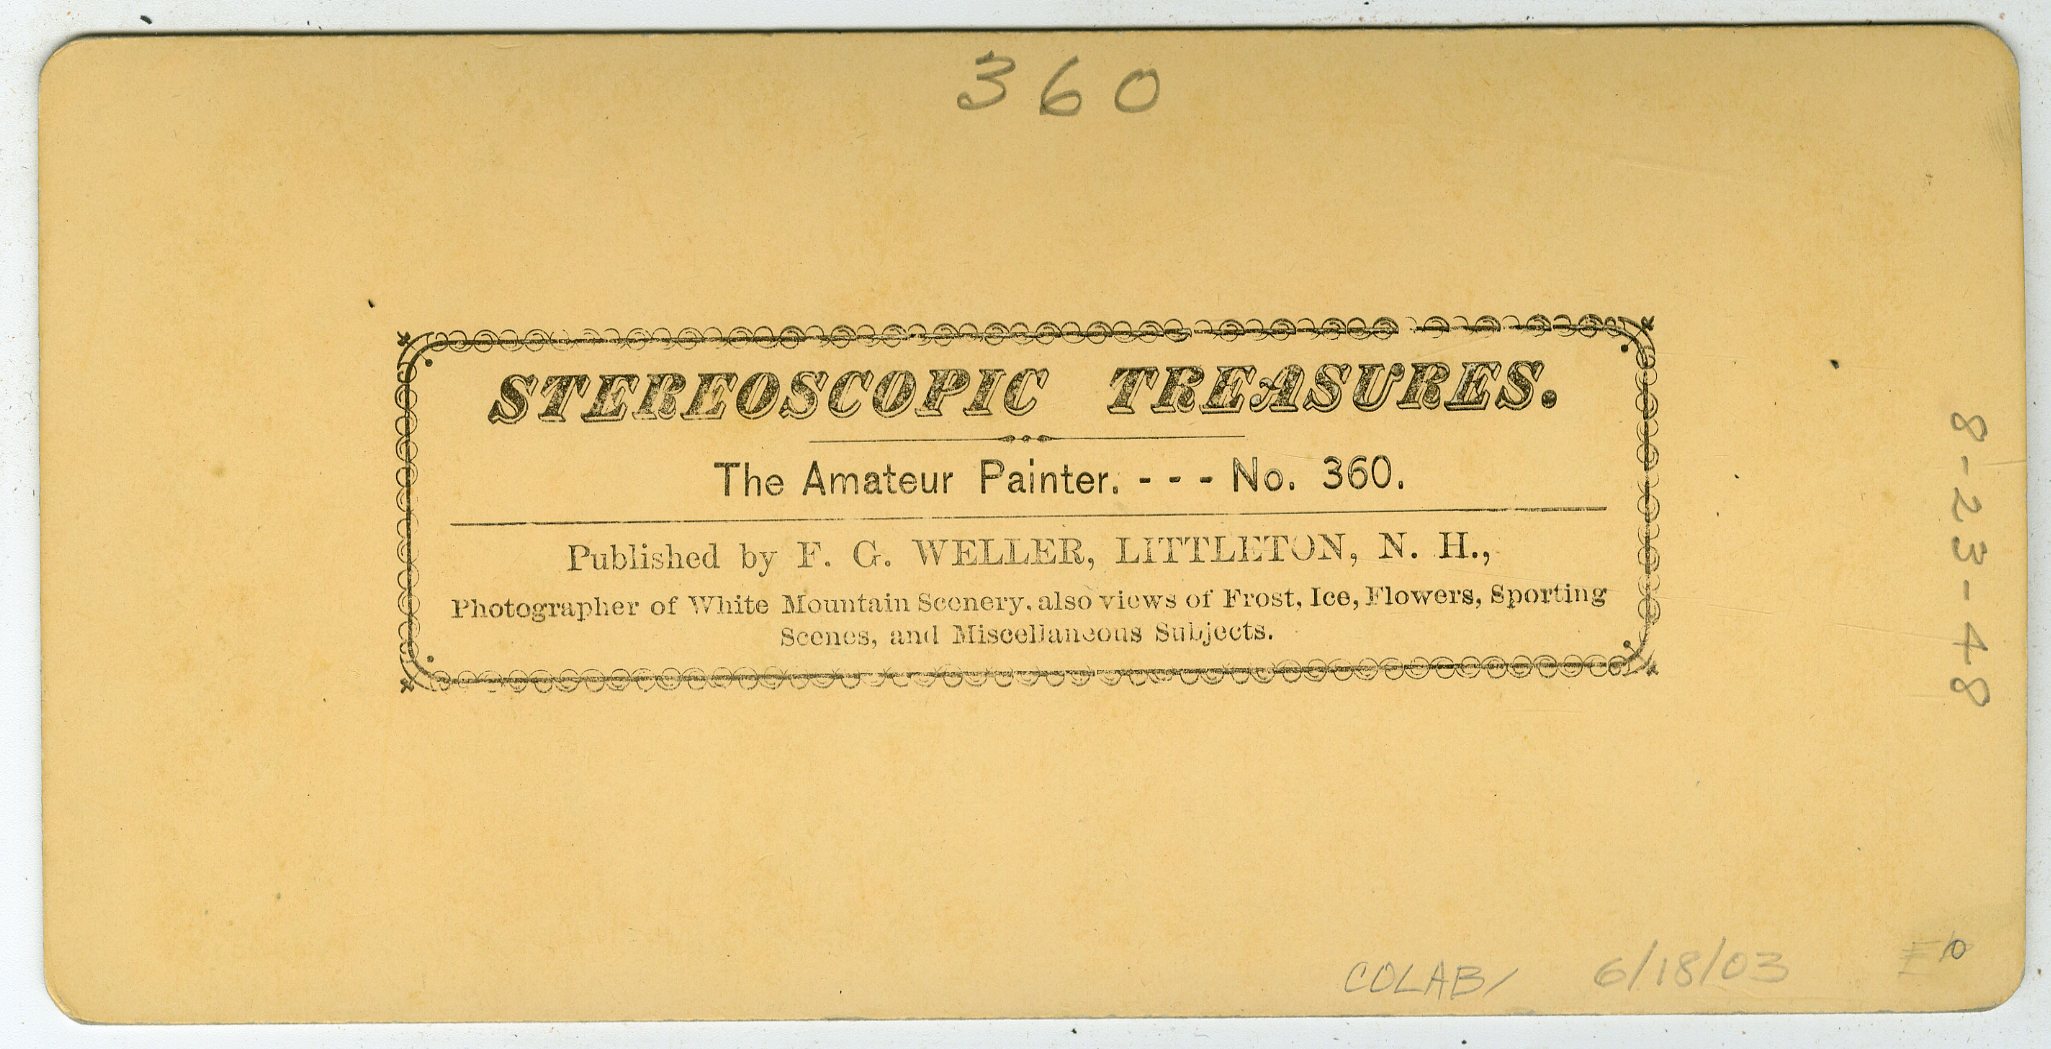 360
STEREOSCOPIC TREASURES.
The Amateur Painter. - - - No. 360.
Published by F. G. WELLER, LITTLETON, N. H.,
Photographer of White Mountain Scenery, also views of Frost, Ice, Flowers, Sporting
Scenes, and Miscellaneous Subjects.
8-23-48
COLAB/ 6/18/03